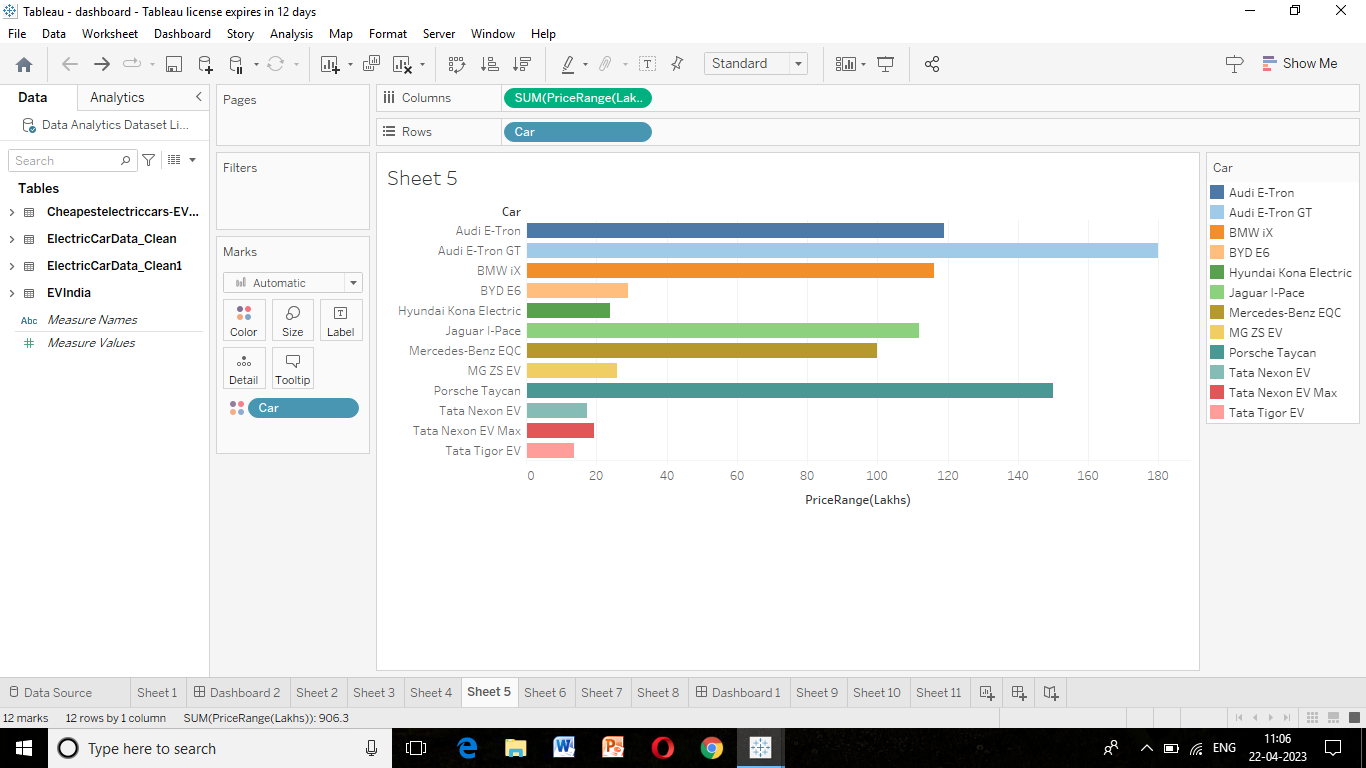 Tableau - dashboard - Tableau license expires in 12 days
File Data Worksheet Dashboard Story Analysis Map Format Server Window Help
Standard
Show Me
Data Analytics
Data Analytics Dataset Li...
Search
Tables
Cheapestelectriccars-EV...
ElectricCarData_Clean
ElectricCarData_Clean1
EVIndia
Abc Measure Names
# Measure Values
Pages
Filters
Marks
Automatic
Color Size Label
Detail Tooltip
Car
Columns SUM(PriceRange(Lak..
Rows Car
Sheet 5
Car
Audi E-Tron
Audi E-Tron GT
BMW iX
BYD E6
Hyundai Kona Electric
Jaguar I-Pace
Mercedes-Benz EQC
MG ZS EV
Porsche Taycan
Tata Nexon EV
Tata Nexon EV Max
Tata Tigor EV
0 20 40 60 80 100 120 140 160 180
PriceRange(Lakhs)
Car
Audi E-Tron
Audi E-Tron GT
BMW iX
BYD E6
Hyundai Kona Electric
Jaguar I-Pace
Mercedes-Benz EQC
MG ZS EV
Porsche Taycan
Tata Nexon EV
Tata Nexon EV Max
Tata Tigor EV
Data Source Sheet 1 Dashboard 2 Sheet 2 Sheet 3 Sheet 4 Sheet 5 Sheet 6 Sheet 7 Sheet 8 Dashboard 1 Sheet 9 Sheet 10 Sheet 11
12 marks 12 rows by 1 column SUM(PriceRange(Lakhs)): 906.3
Type here to search
ENG
11:06
22-04-2023